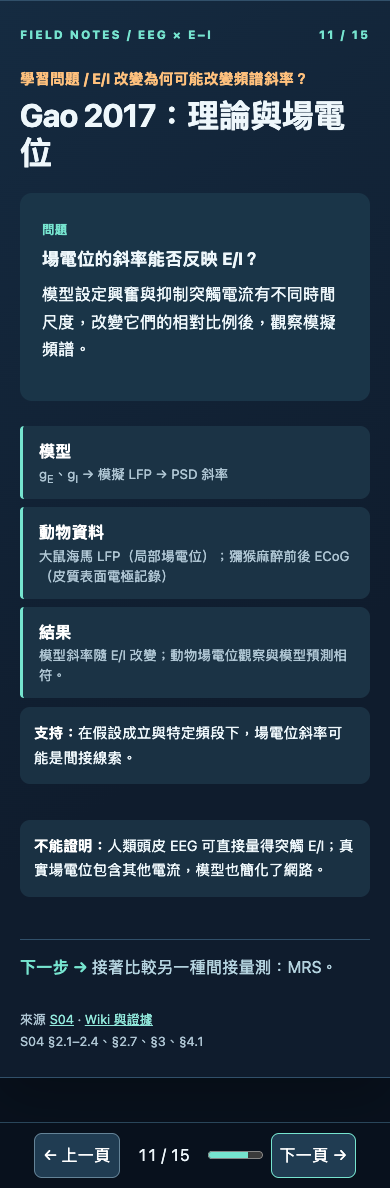 FIELD NOTES / EEG × E–I 11 / 15
學習問題 / E/I 改變為何可能改變頻譜斜率？
Gao 2017：理論與場電
位
問題
場電位的斜率能否反映 E/I？
模型設定興奮與抑制突觸電流有不同時間
尺度，改變它們的相對比例後，觀察模擬
頻譜。
模型
gE、gI → 模擬 LFP → PSD 斜率
動物資料
大鼠海馬 LFP（局部場電位）；獼猴麻醉前後 ECoG
（皮質表面電極記錄）
結果
模型斜率隨 E/I 改變；動物場電位觀察與模型預測相
符。
支持：在假設成立與特定頻段下，場電位斜率可
能是間接線索。
不能證明：人類頭皮 EEG 可直接量得突觸 E/I；真
實場電位包含其他電流，模型也簡化了網路。
下一步 → 接著比較另一種間接量測：MRS。
來源 S04 · Wiki 與證據
S04 §2.1–2.4、§2.7、§3、§4.1
← 上一頁 11 / 15 下一頁 →